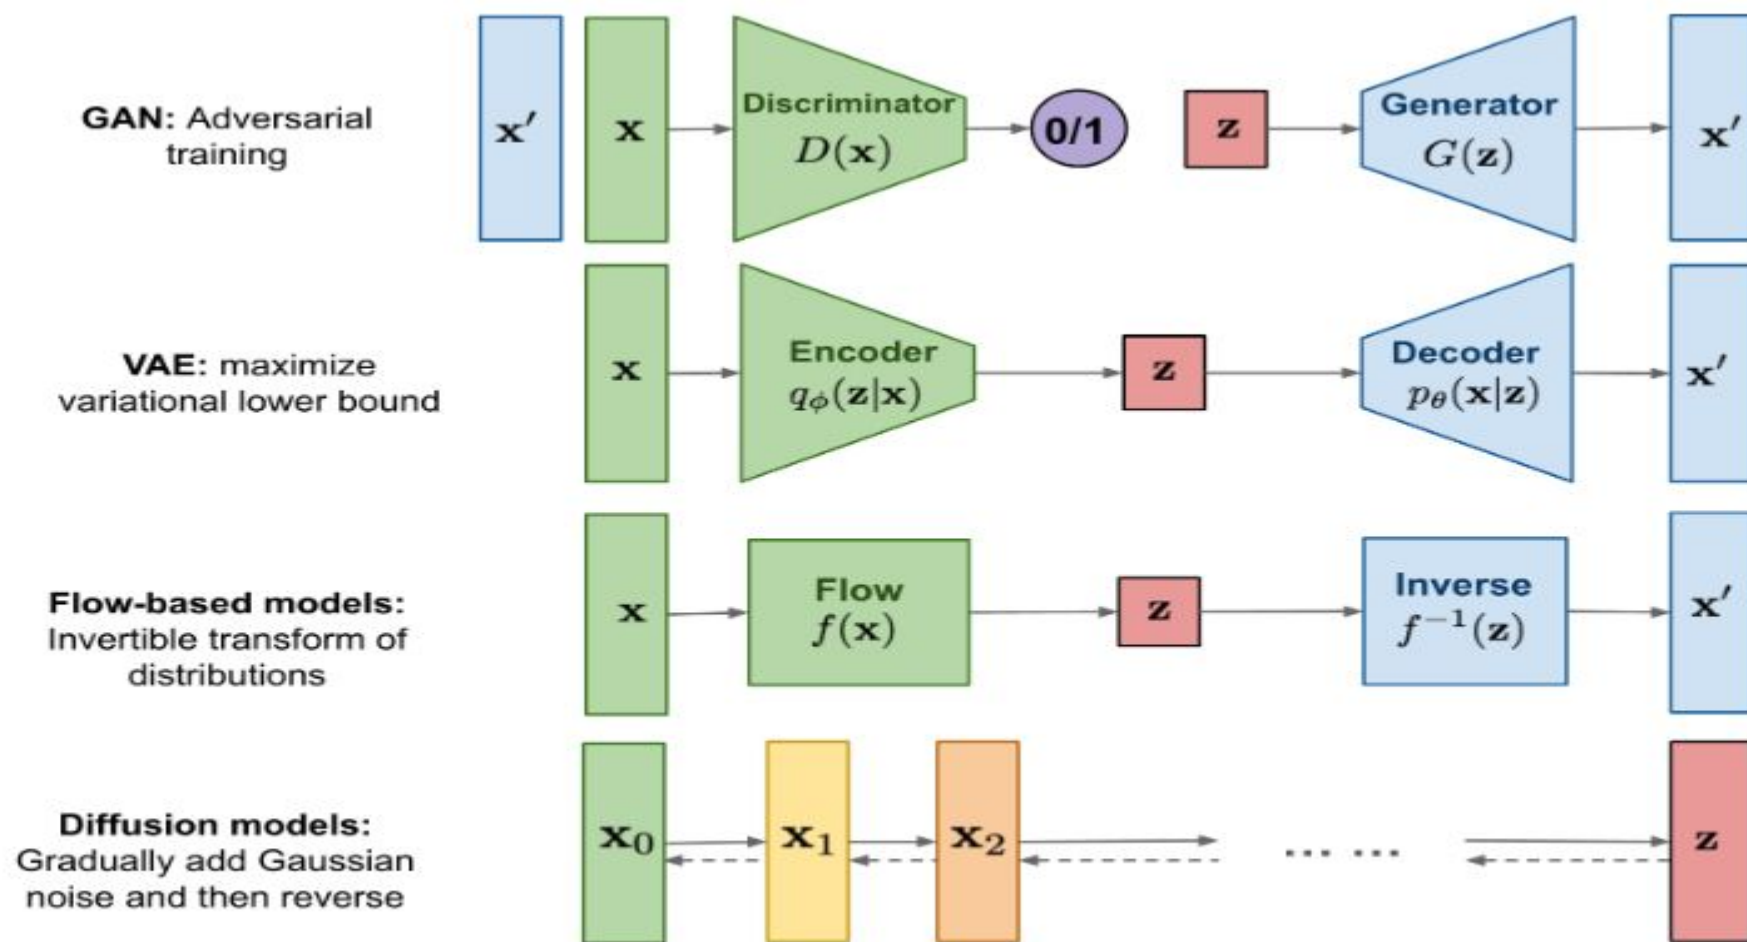 GAN: Adversarial
training
x′
x
Discriminator
D(x)
0/1
z
Generator
G(z)
x′
VAE: maximize
variational lower bound
x
Encoder
qϕ(z|x)
z
Decoder
pθ(x|z)
x′
Flow-based models:
Invertible transform of
distributions
x
Flow
f(x)
z
Inverse
f⁻¹(z)
x′
Diffusion models:
Gradually add Gaussian
noise and then reverse
x₀
x₁
x₂
... ...
z